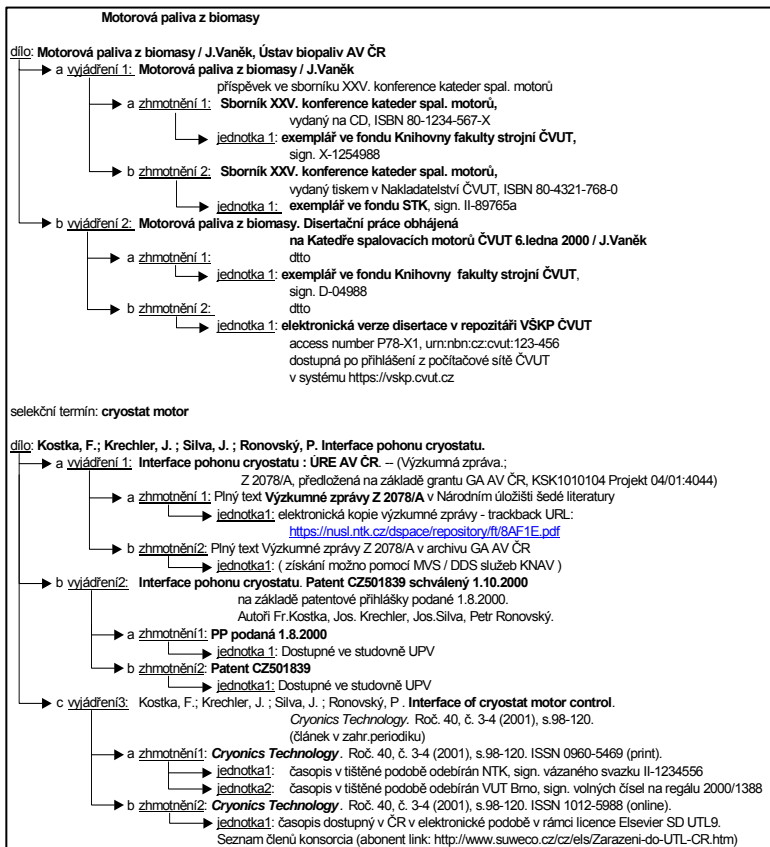 Motorová paliva z biomasy
dílo: Motorová paliva z biomasy / J.Vaněk, Ústav biopaliv AV ČR
a vyjádření 1: Motorová paliva z biomasy / J.Vaněk
příspěvek ve sborníku XXV. konference kateder spal. motorů
a zhmotnění 1: Sborník XXV. konference kateder spal. motorů,
vydaný na CD, ISBN 80-1234-567-X
jednotka 1: exemplář ve fondu Knihovny fakulty strojní ČVUT,
sign. X-1254988
b zhmotnění 2: Sborník XXV. konference kateder spal. motorů,
vydaný tiskem v Nakladatelství ČVUT, ISBN 80-4321-768-0
jednotka 1: exemplář ve fondu STK, sign. II-89765a
b vyjádření 2: Motorová paliva z biomasy. Disertační práce obhájená
na Katedře spalovacích motorů ČVUT 6.ledna 2000 / J.Vaněk
a zhmotnění 1: dtto
jednotka 1: exemplář ve fondu Knihovny fakulty strojní ČVUT,
sign. D-04988
b zhmotnění 2: dtto
jednotka 1: elektronická verze disertace v repozitáři VŠKP ČVUT
access number P78-X1, urn:nbn:cz:cvut:123-456
dostupná po přihlášení z počítačové sítě ČVUT
v systému https://vskp.cvut.cz
selekční termín: cryostat motor
dílo: Kostka, F.; Krechler, J. ; Silva, J. ; Ronovský, P. Interface pohonu cryostatu.
a vyjádření 1: Interface pohonu cryostatu : ÚRE AV ČR. -- (Výzkumná zpráva.;
Z 2078/A, předložená na základě grantu GA AV ČR, KSK1010104 Projekt 04/01:4044)
a zhmotnění 1: Plný text Výzkumné zprávy Z 2078/A v Národním úložišti šedé literatury
jednotka1: elektronická kopie výzkumné zprávy - trackback URL:
https://nusl.ntk.cz/dspace/repository/ft/8AF1E.pdf
b zhmotnění2: Plný text Výzkumné zprávy Z 2078/A v archivu GA AV ČR
jednotka1: ( získání možno pomocí MVS / DDS služeb KNAV )
b vyjádření2: Interface pohonu cryostatu. Patent CZ501839 schválený 1.10.2000
na základě patentové přihlášky podané 1.8.2000.
Autoři Fr.Kostka, Jos. Krechler, Jos.Silva, Petr Ronovský.
a zhmotnění1: PP podaná 1.8.2000
jednotka 1: Dostupné ve studovně UPV
b zhmotnění2: Patent CZ501839
jednotka1: Dostupné ve studovně UPV
c vyjádření3: Kostka, F.; Krechler, J. ; Silva, J. ; Ronovský, P . Interface of cryostat motor control.
Cryonics Technology. Roč. 40, č. 3-4 (2001), s.98-120.
(článek v zahr.periodiku)
a zhmotnění1: Cryonics Technology . Roč. 40, č. 3-4 (2001), s.98-120. ISSN 0960-5469 (print).
jednotka1: časopis v tištěné podobě odebírán NTK, sign. vázaného svazku II-1234556
jednotka2: časopis v tištěné podobě odebírán VUT Brno, sign. volných čísel na regálu 2000/1388
b zhmotnění2: Cryonics Technology . Roč. 40, č. 3-4 (2001), s.98-120. ISSN 1012-5988 (online).
jednotka1: časopis dostupný v ČR v elektronické podobě v rámci licence Elsevier SD UTL9.
Seznam členů konsorcia (abonent link: http://www.suweco.cz/cz/els/Zarazeni-do-UTL-CR.htm)